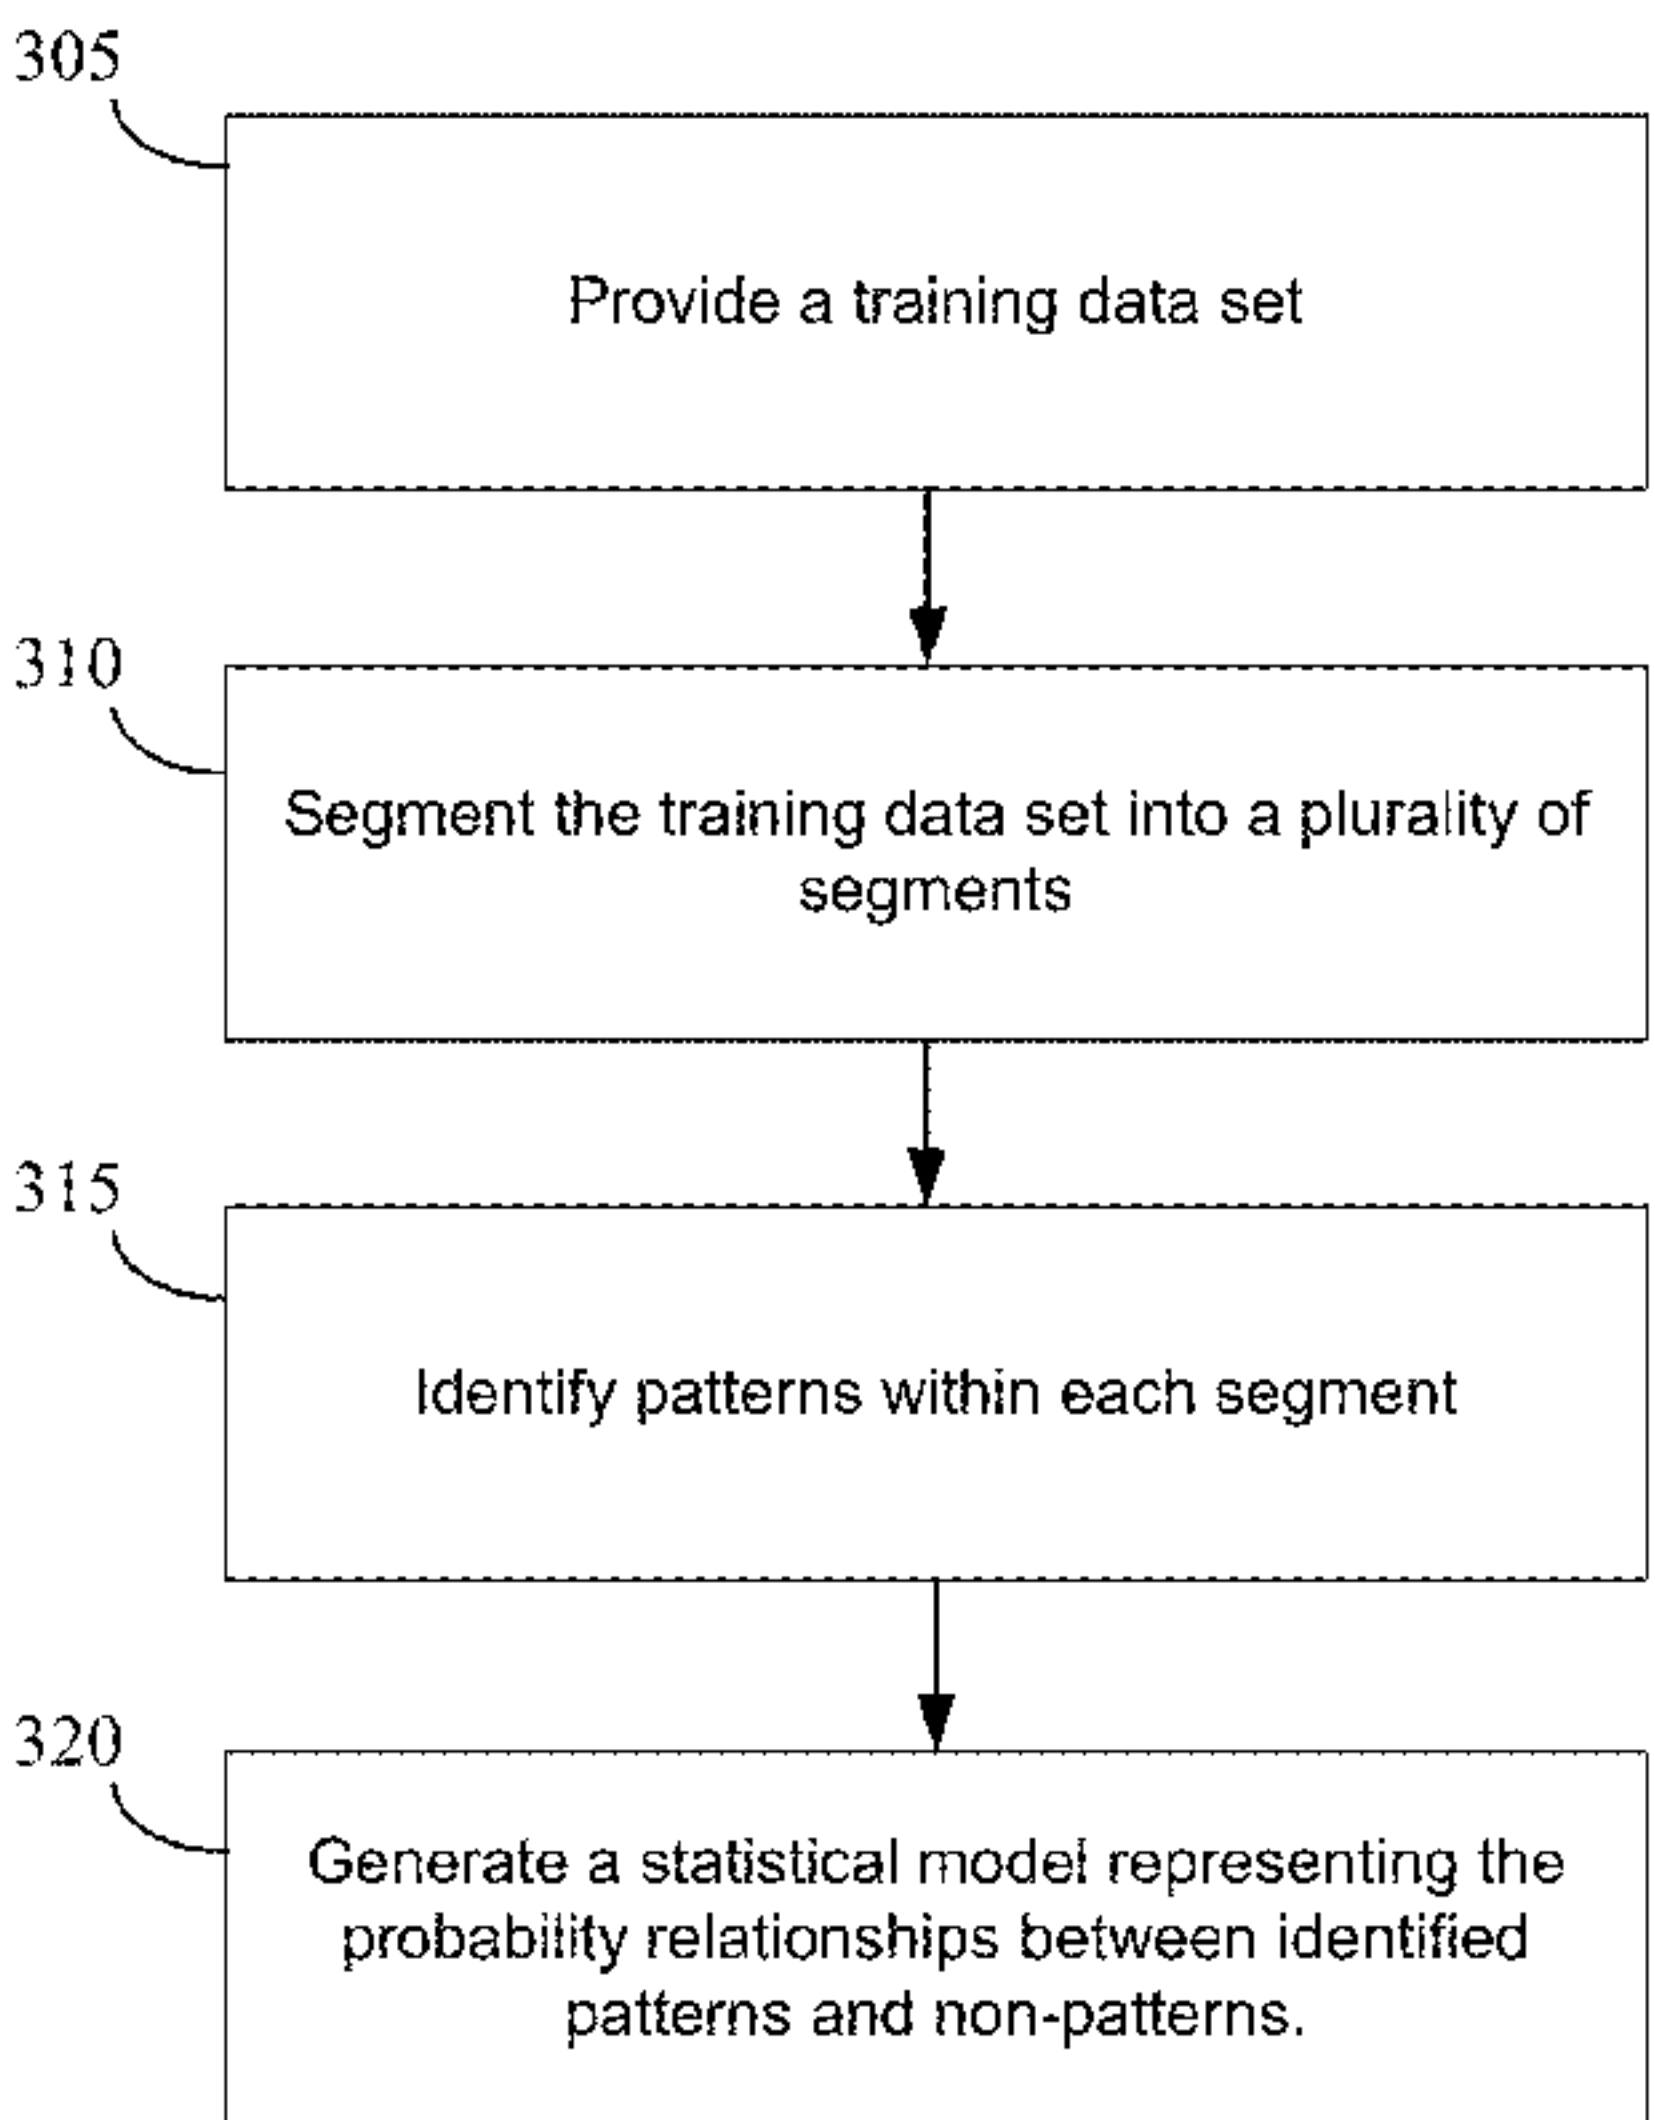 305
Provide a training data set
310
Segment the training data set into a plurality of
segments
315
Identify patterns within each segment
320
Generate a statistical model representing the
probability relationships between identified
patterns and non-patterns.